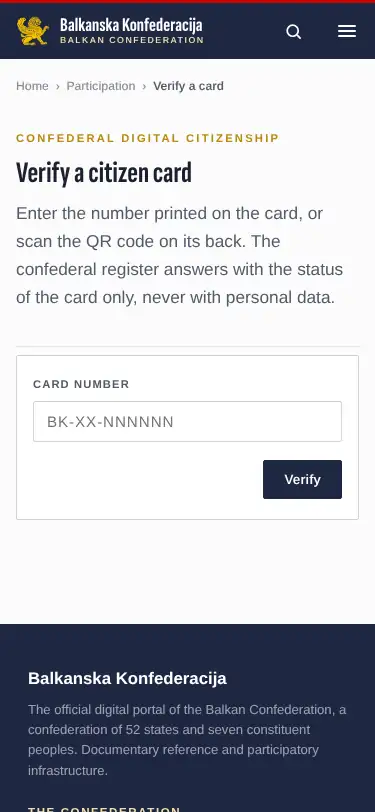 Balkanska Konfederacija
BALKAN CONFEDERATION
Home › Participation › Verify a card
CONFEDERAL DIGITAL CITIZENSHIP
Verify a citizen card
Enter the number printed on the card, or
scan the QR code on its back. The
confederal register answers with the status
of the card only, never with personal data.
CARD NUMBER
BK-XX-NNNNNN
Verify
Balkanska Konfederacija
The official digital portal of the Balkan Confederation, a
confederation of 52 states and seven constituent
peoples. Documentary reference and participatory
infrastructure.
THE CONFEDERATION